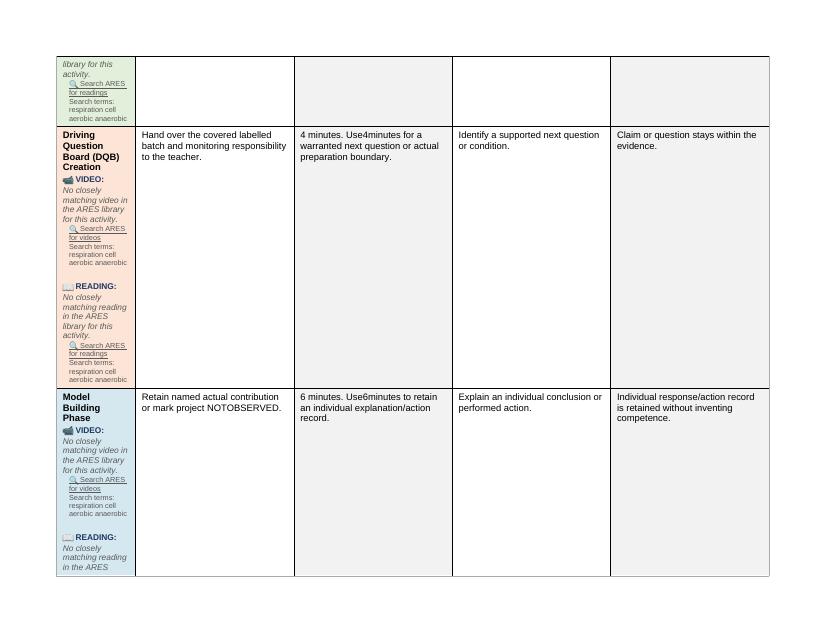 library for this
activity.
🔍 Search ARES
for readings
Search terms:
respiration cell
aerobic anaerobic
Driving
Question
Board (DQB)
Creation
📹 VIDEO:
No closely
matching video in
the ARES library
for this activity.
🔍 Search ARES
for videos
Search terms:
respiration cell
aerobic anaerobic
📖 READING:
No closely
matching reading
in the ARES
library for this
activity.
🔍 Search ARES
for readings
Search terms:
respiration cell
aerobic anaerobic
Hand over the covered labelled
batch and monitoring responsibility
to the teacher.
4 minutes. Use4minutes for a
warranted next question or actual
preparation boundary.
Identify a supported next question
or condition.
Claim or question stays within the
evidence.
Model
Building
Phase
📹 VIDEO:
No closely
matching video in
the ARES library
for this activity.
🔍 Search ARES
for videos
Search terms:
respiration cell
aerobic anaerobic
📖 READING:
No closely
matching reading
in the ARES
Retain named actual contribution
or mark project NOTOBSERVED.
6 minutes. Use6minutes to retain
an individual explanation/action
record.
Explain an individual conclusion or
performed action.
Individual response/action record
is retained without inventing
competence.